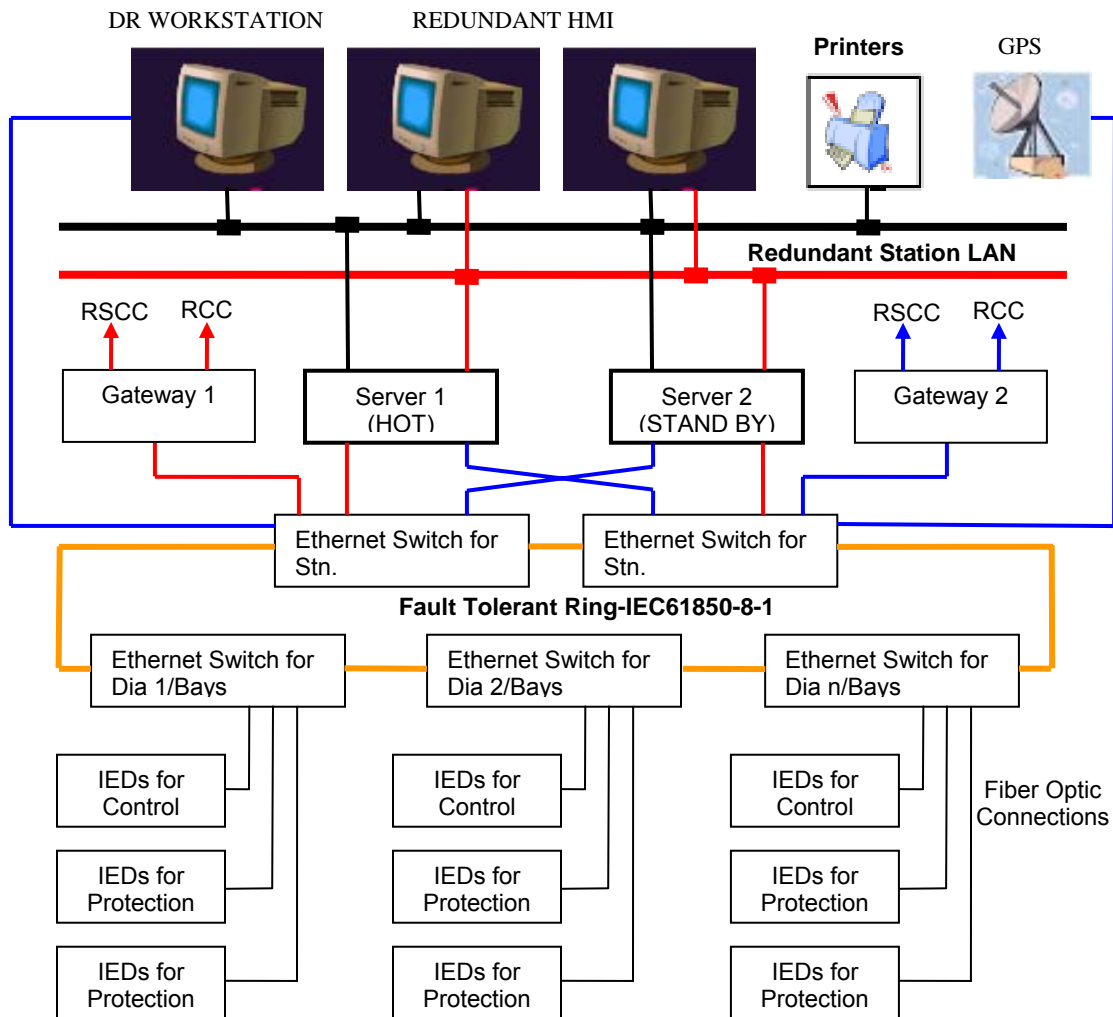 DR WORKSTATION
REDUNDANT HMI
Printers
GPS
Redundant Station LAN
RSCC
RCC
RSCC
RCC
Gateway 1
Server 1
(HOT)
Server 2
(STAND BY)
Gateway 2
Ethernet Switch for
Stn.
Ethernet Switch for
Stn.
Fault Tolerant Ring-IEC61850-8-1
Ethernet Switch for
Dia 1/Bays
Ethernet Switch for
Dia 2/Bays
Ethernet Switch for
Dia n/Bays
IEDs for
Control
IEDs for
Control
IEDs for
Control
Fiber Optic
Connections
IEDs for
Protection
IEDs for
Protection
IEDs for
Protection
IEDs for
Protection
IEDs for
Protection
IEDs for
Protection